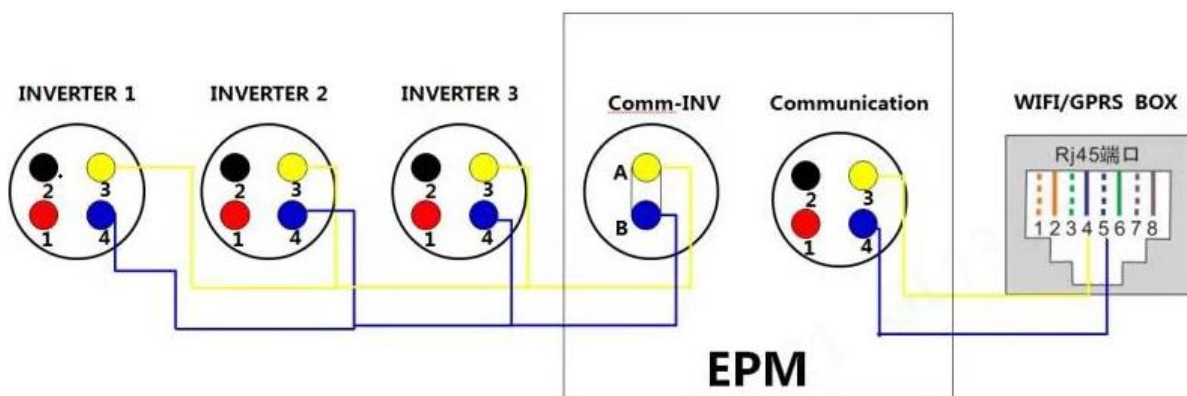 INVERTER 1
INVERTER 2
INVERTER 3
Comm-INV
Communication
WIFI/GPRS BOX
Rj45端口
2 3
1 4
2 3
1 4
2 3
1 4
A
B
2 3
1 4
1 2 3 4 5 6 7 8
EPM